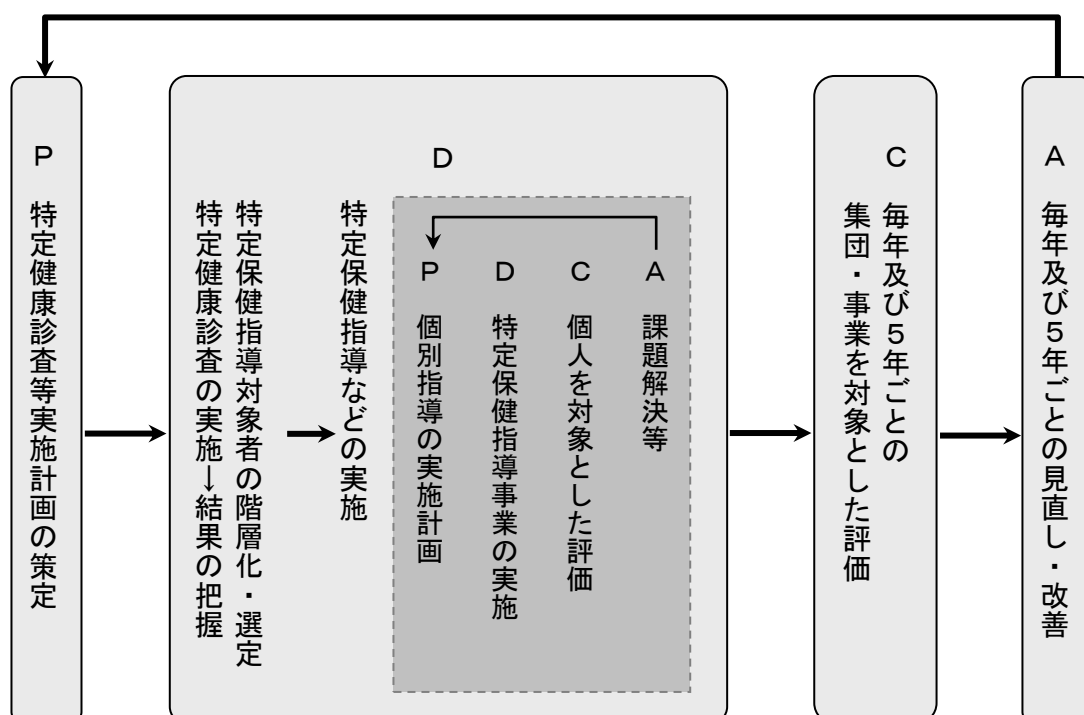 P
特定健康診査等実施計画の策定
D
特定健康診査の実施→結果の把握
特定保健指導対象者の階層化・選定
特定保健指導などの実施
P
個別指導の実施計画
D
特定保健指導事業の実施
C
個人を対象とした評価
A
課題解決等
C
毎年及び5年ごとの
集団・事業を対象とした評価
A
毎年及び5年ごとの見直し・改善